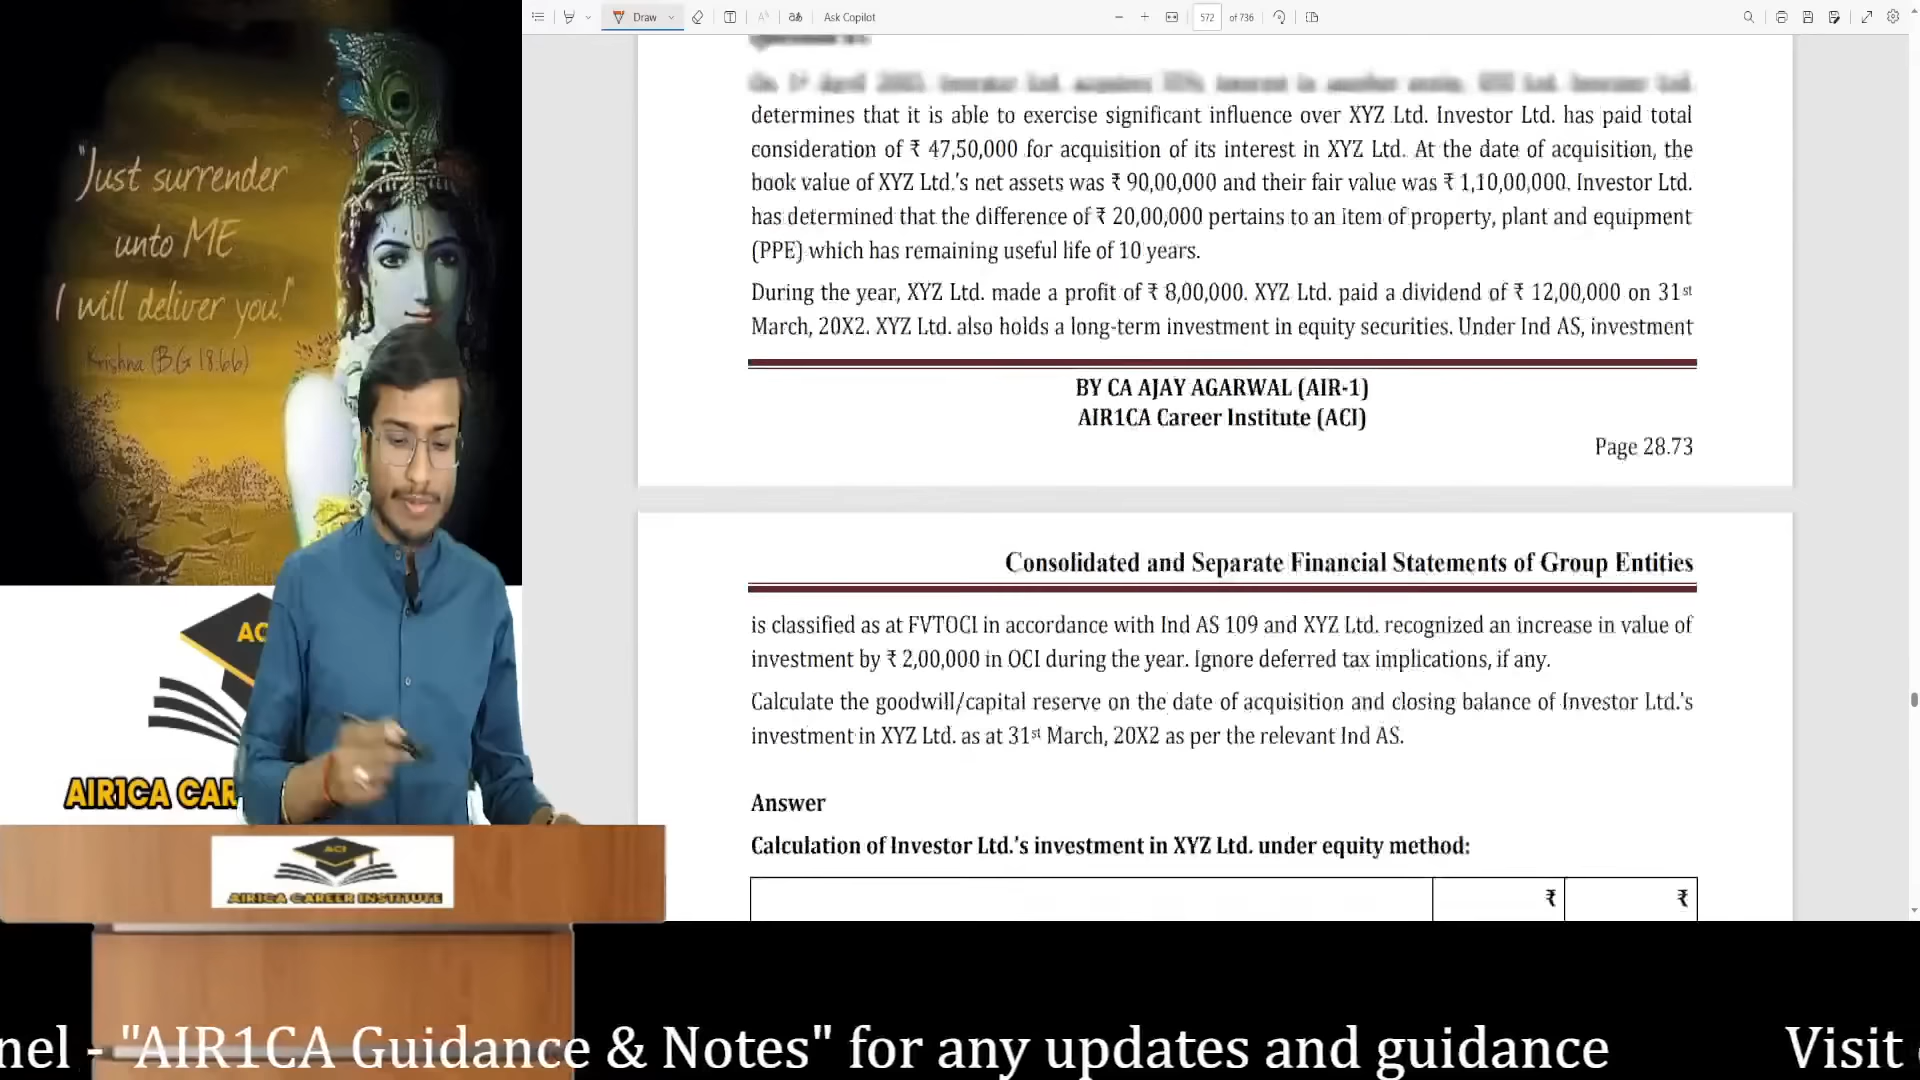 "Just surrender
unto ME
I will deliver you!"
Krishna (B.G 18.66)
AC
AIR1CA CAR
ACI
AIR1CA CAREER INSTITUTE
Draw
Ask Copilot
572 of 736
determines that it is able to exercise significant influence over XYZ Ltd. Investor Ltd. has paid total
consideration of ₹ 47,50,000 for acquisition of its interest in XYZ Ltd. At the date of acquisition, the
book value of XYZ Ltd.'s net assets was ₹ 90,00,000 and their fair value was ₹ 1,10,00,000. Investor Ltd.
has determined that the difference of ₹ 20,00,000 pertains to an item of property, plant and equipment
(PPE) which has remaining useful life of 10 years.
During the year, XYZ Ltd. made a profit of ₹ 8,00,000. XYZ Ltd. paid a dividend of ₹ 12,00,000 on 31st
March, 20X2. XYZ Ltd. also holds a long-term investment in equity securities. Under Ind AS, investment
BY CA AJAY AGARWAL (AIR-1)
AIR1CA Career Institute (ACI)
Page 28.73
Consolidated and Separate Financial Statements of Group Entities
is classified as at FVTOCI in accordance with Ind AS 109 and XYZ Ltd. recognized an increase in value of
investment by ₹ 2,00,000 in OCI during the year. Ignore deferred tax implications, if any.
Calculate the goodwill/capital reserve on the date of acquisition and closing balance of Investor Ltd.'s
investment in XYZ Ltd. as at 31st March, 20X2 as per the relevant Ind AS.
Answer
Calculation of Investor Ltd.'s investment in XYZ Ltd. under equity method:
₹ ₹
nel - "AIR1CA Guidance & Notes" for any updates and guidance Visit